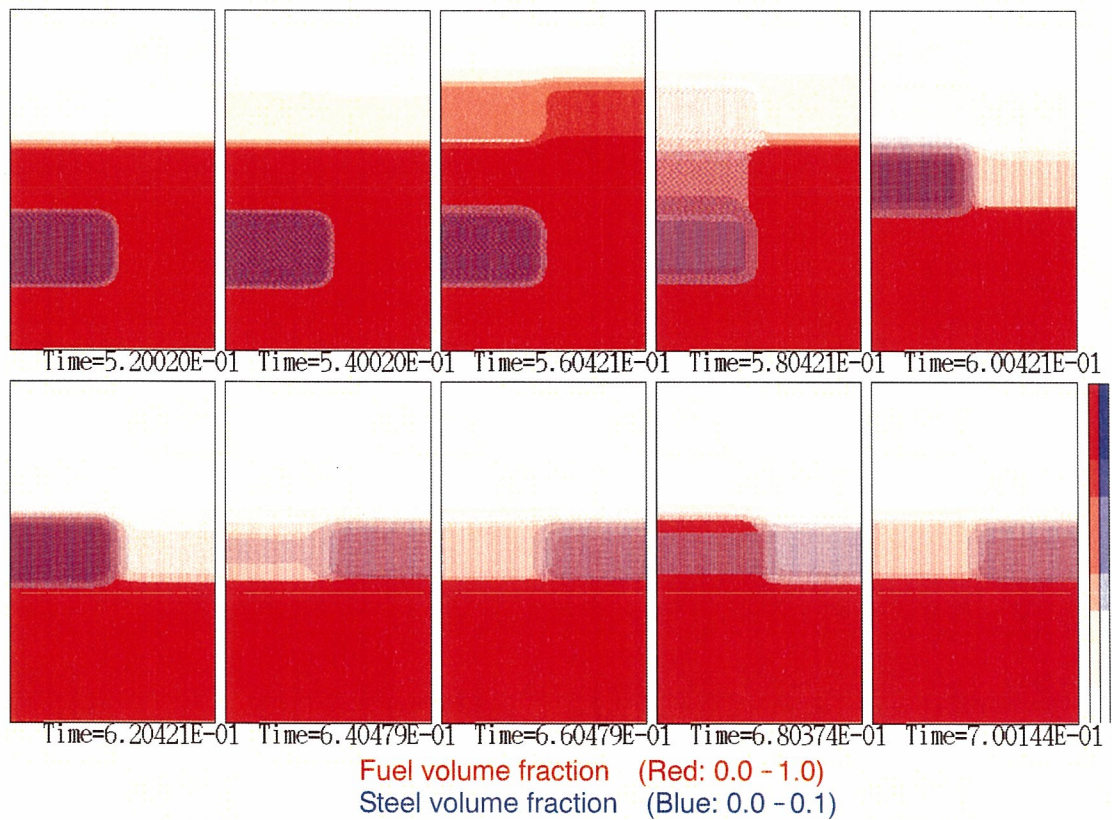 Time=5.20020E-01 Time=5.40020E-01 Time=5.60421E-01 Time=5.80421E-01 Time=6.00421E-01
Time=6.20421E-01 Time=6.40479E-01 Time=6.60479E-01 Time=6.80374E-01 Time=7.00144E-01
Fuel volume fraction (Red: 0.0 - 1.0)
Steel volume fraction (Blue: 0.0 - 0.1)